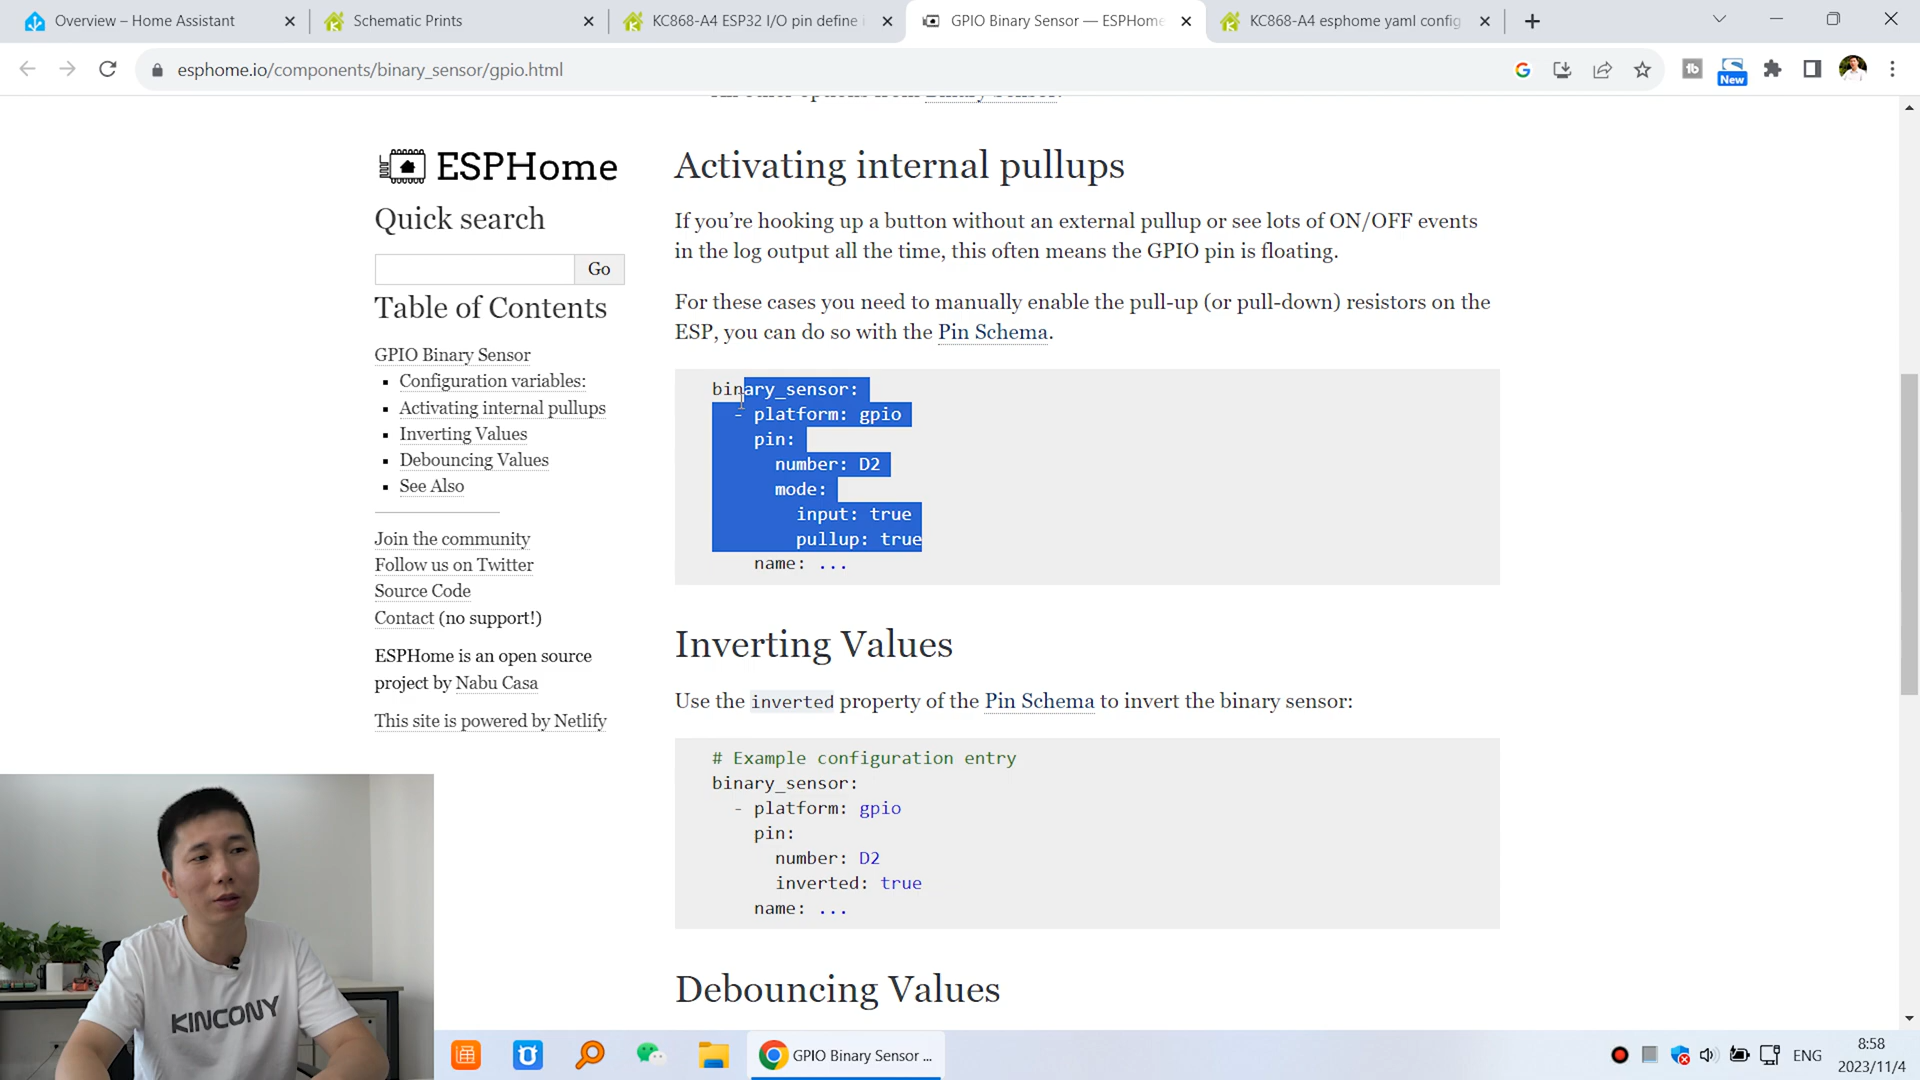 Overview – Home Assistant
Schematic Prints
KC868-A4 ESP32 I/O pin define
GPIO Binary Sensor — ESPHome
KC868-A4 esphome yaml config
esphome.io/components/binary_sensor/gpio.html
New
All other options from Binary Sensor.
ESPHome
Quick search
Go
Table of Contents
GPIO Binary Sensor
Configuration variables:
Activating internal pullups
Inverting Values
Debouncing Values
See Also
Join the community
Follow us on Twitter
Source Code
Contact (no support!)
ESPHome is an open source
project by Nabu Casa
This site is powered by Netlify
Activating internal pullups
If you’re hooking up a button without an external pullup or see lots of ON/OFF events
in the log output all the time, this often means the GPIO pin is floating.
For these cases you need to manually enable the pull-up (or pull-down) resistors on the
ESP, you can do so with the Pin Schema.
binary_sensor:
- platform: gpio
pin:
number: D2
mode:
input: true
pullup: true
name: ...
Inverting Values
Use the inverted property of the Pin Schema to invert the binary sensor:
# Example configuration entry
binary_sensor:
- platform: gpio
pin:
number: D2
inverted: true
name: ...
Debouncing Values
KINCONY
GPIO Binary Sensor ...
ENG
8:58
2023/11/4